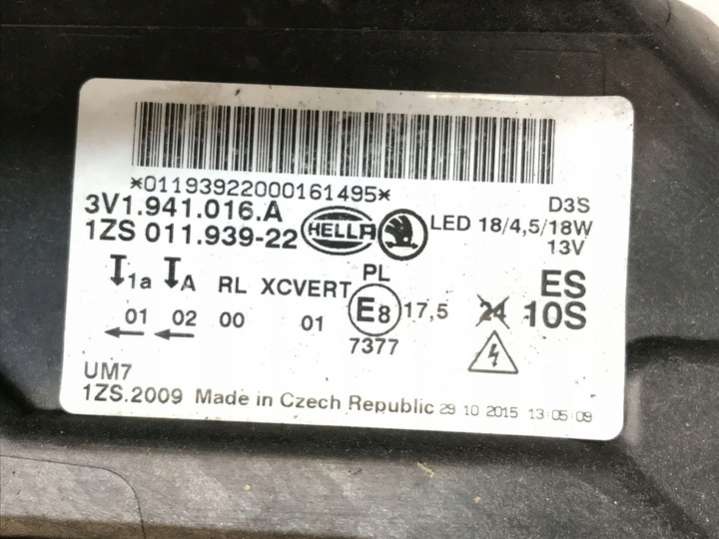 *01193922000161495*
3V1.941.016.A
1ZS 011.939-22
HELLA
D3S
LED 18/4,5/18W
13V
1a A RL XCVERT PL
01 02 00 01 E8 17,5 24
7377
ES
10S
UM7
1ZS.2009 Made in Czech Republic 29 10 2015 13:05:09